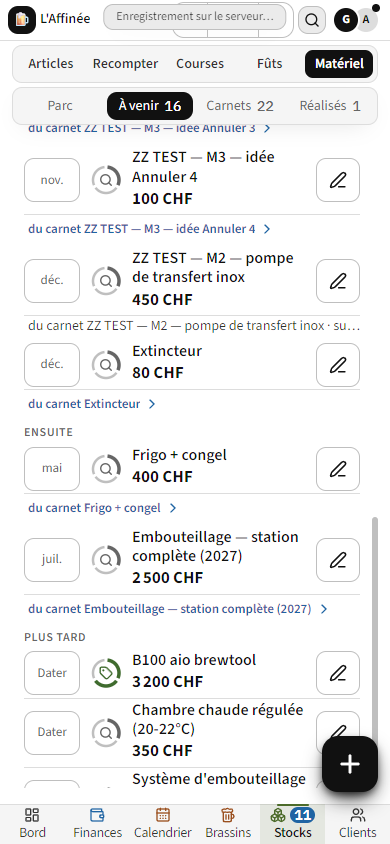 L'Affinée
Enregistrement sur le serveur…
G
A
Articles
Recompter
Courses
Fûts
Matériel
Parc
À venir 16
Carnets 22
Réalisés 1
du carnet ZZ TEST — M3 — idée Annuler 3
nov.
ZZ TEST — M3 — idée
Annuler 4
100 CHF
du carnet ZZ TEST — M3 — idée Annuler 4
déc.
ZZ TEST — M2 — pompe
de transfert inox
450 CHF
du carnet ZZ TEST — M2 — pompe de transfert inox · su…
déc.
Extincteur
80 CHF
du carnet Extincteur
ENSUITE
mai
Frigo + congel
400 CHF
du carnet Frigo + congel
juil.
Embouteillage — station
complète (2027)
2 500 CHF
du carnet Embouteillage — station complète (2027)
PLUS TARD
Dater
B100 aio brewtool
3 200 CHF
Dater
Chambre chaude régulée
(20-22°C)
350 CHF
Système d'embouteillage
Bord
Finances
Calendrier
Brassins
11
Stocks
Clients